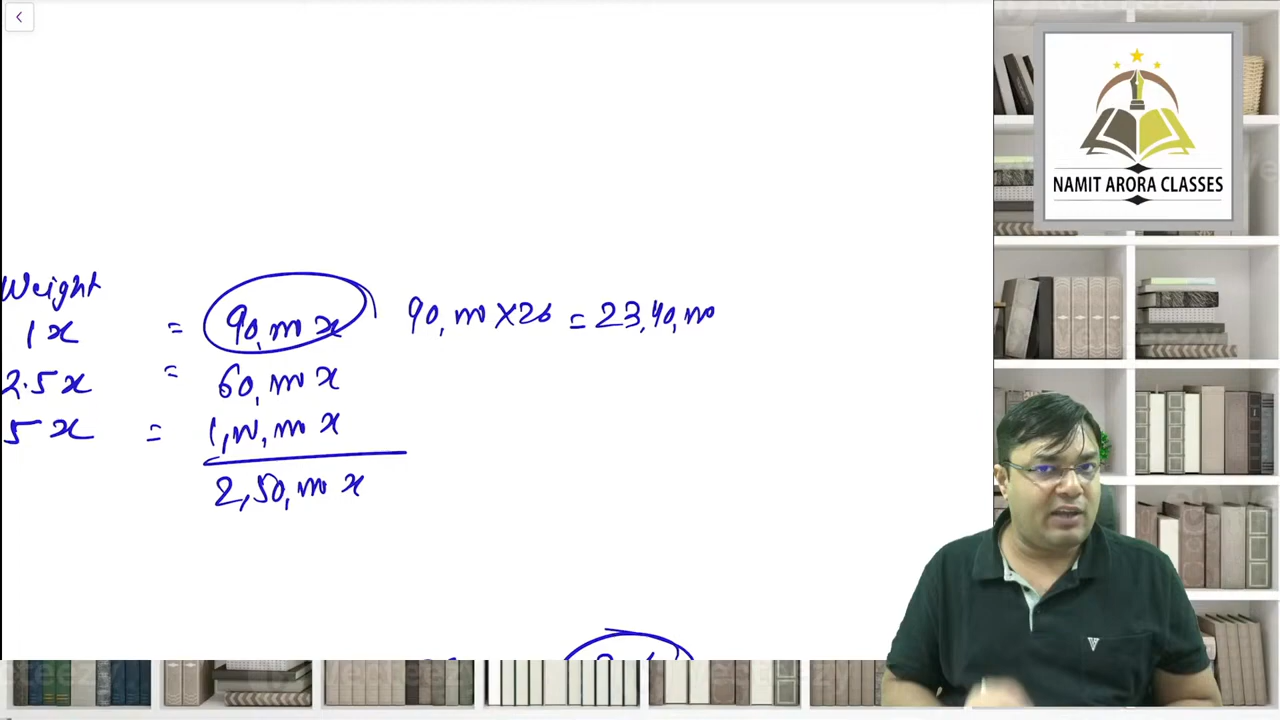 NAMIT ARORA CLASSES
Weight
1x = 90,000 x 90,000 × 26 = 23,40,000
2.5x = 60,000 x
5x = 1,00,000 x
2,50,000 x